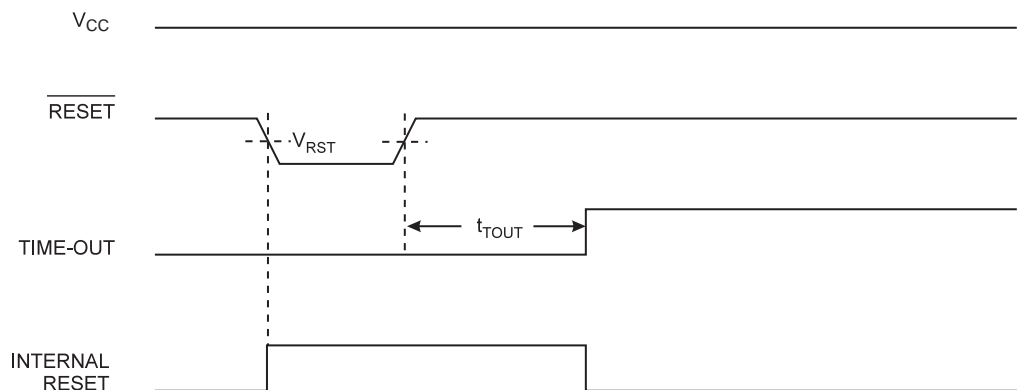 VCC
RESET
VRST
tTOUT
TIME-OUT
INTERNAL
RESET